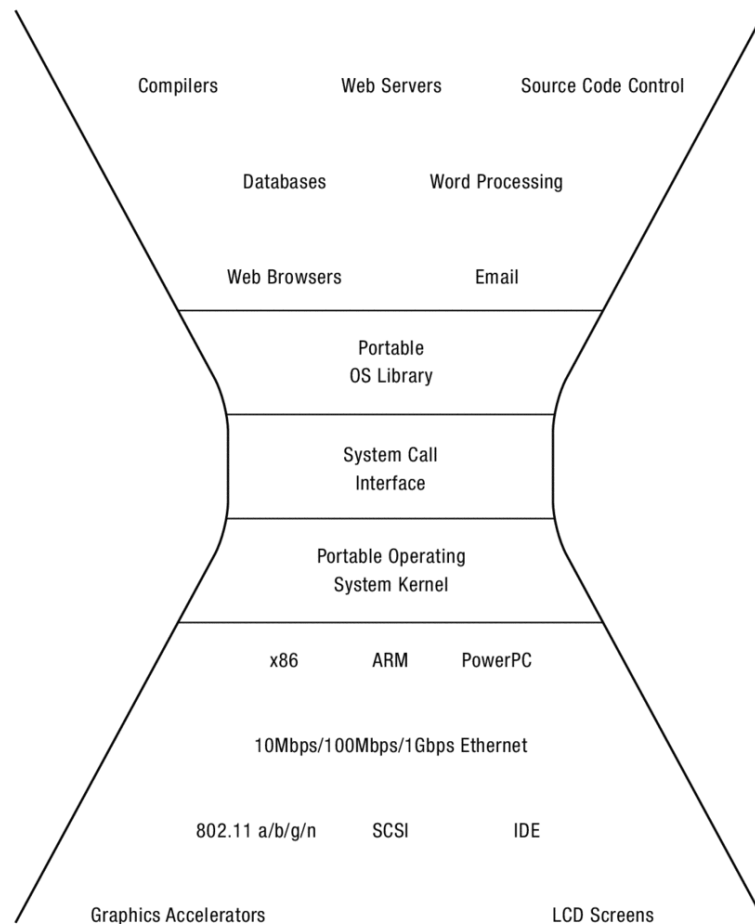 Compilers Web Servers Source Code Control
Databases Word Processing
Web Browsers Email
Portable
OS Library
System Call
Interface
Portable Operating
System Kernel
x86 ARM PowerPC
10Mbps/100Mbps/1Gbps Ethernet
802.11 a/b/g/n SCSI IDE
Graphics Accelerators LCD Screens